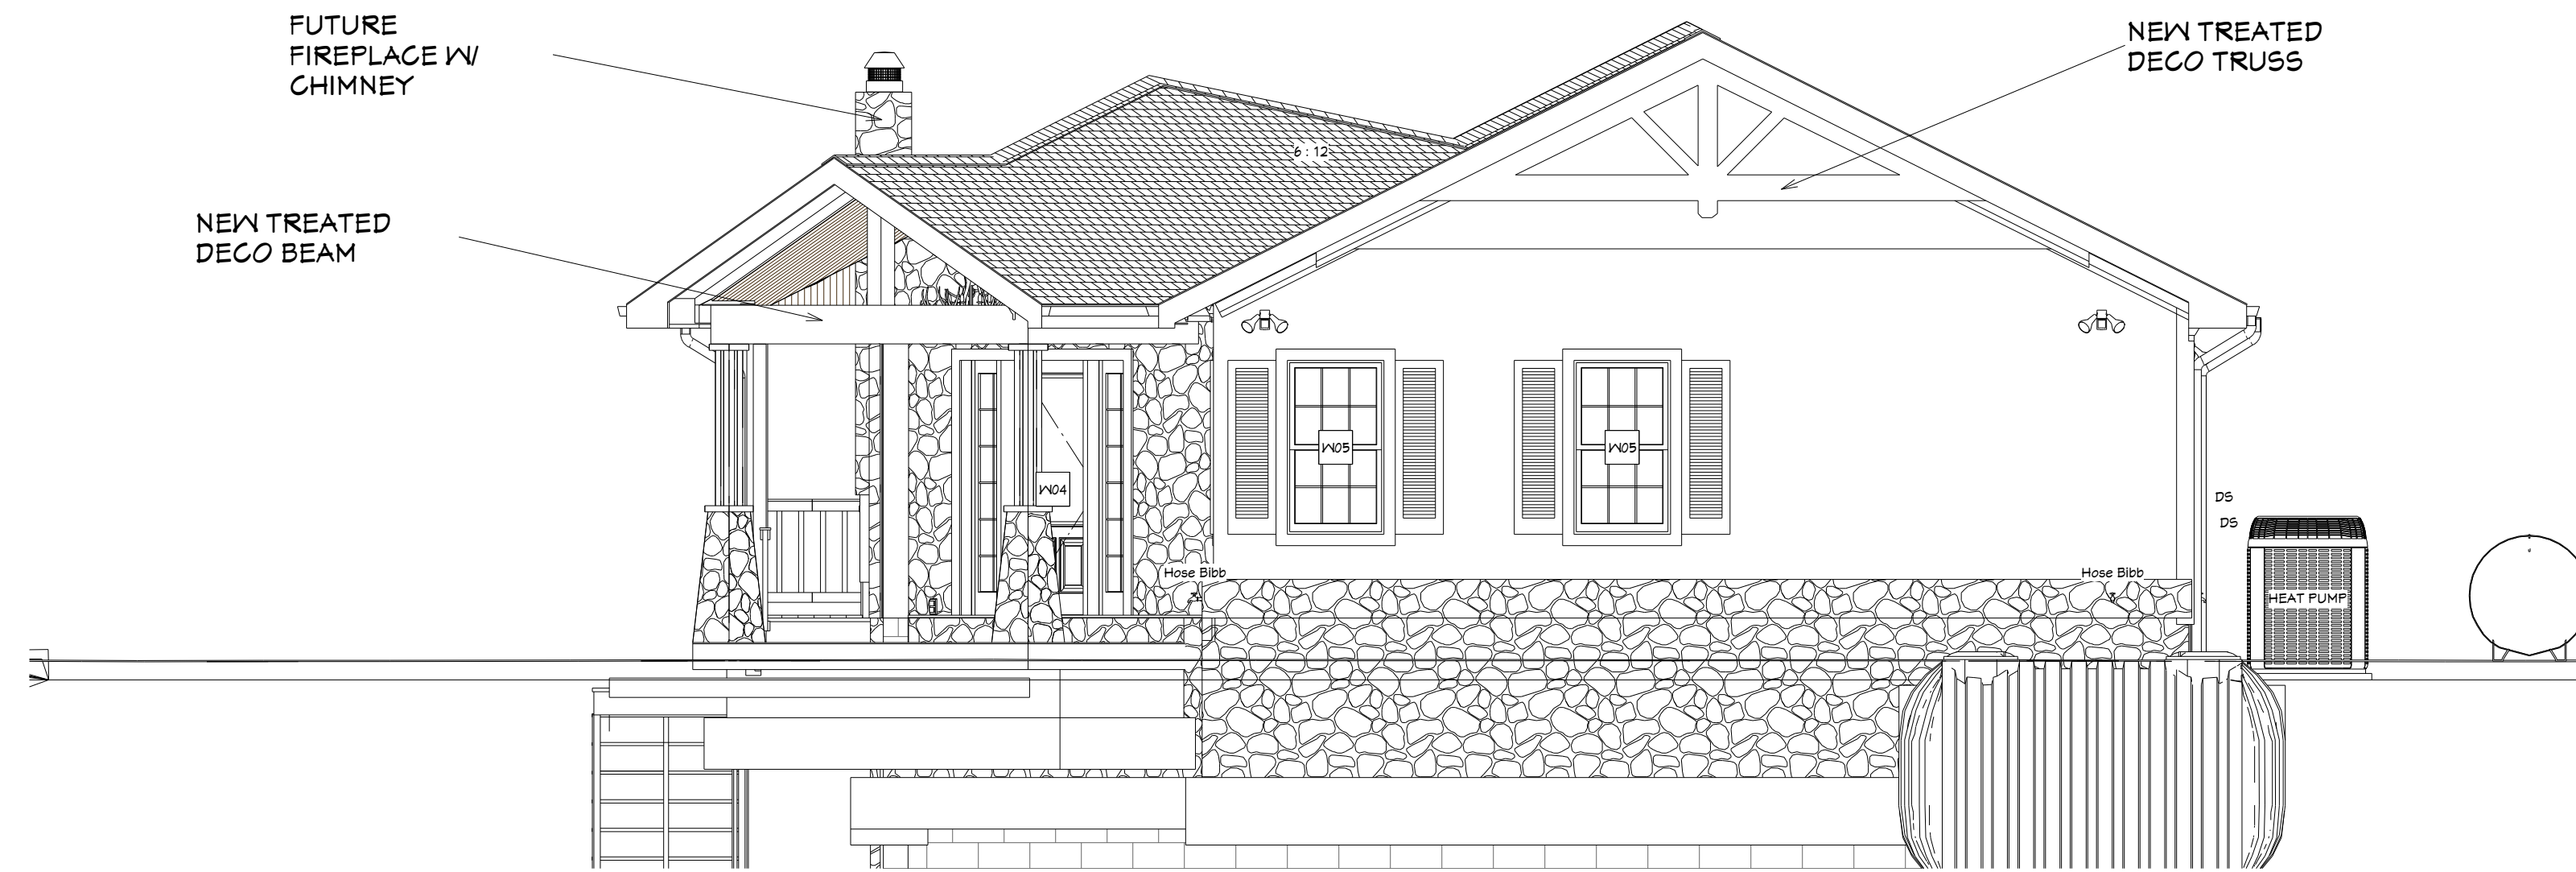 FUTURE
FIREPLACE W/
CHIMNEY
NEW TREATED
DECO TRUSS
6 : 12
NEW TREATED
DECO BEAM
W05
W05
W04
DS
DS
Hose Bibb
Hose Bibb
HEAT PUMP